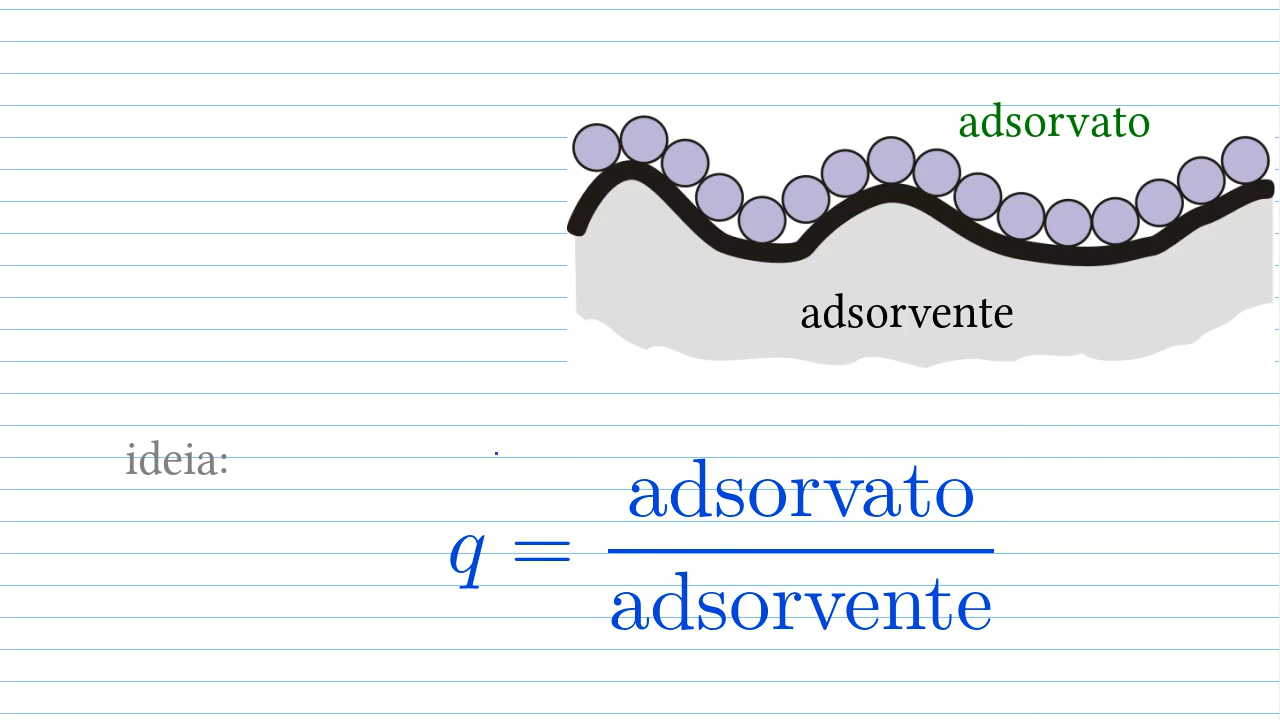 adsorvato
adsorvente
ideia:
q = adsorvato / adsorvente